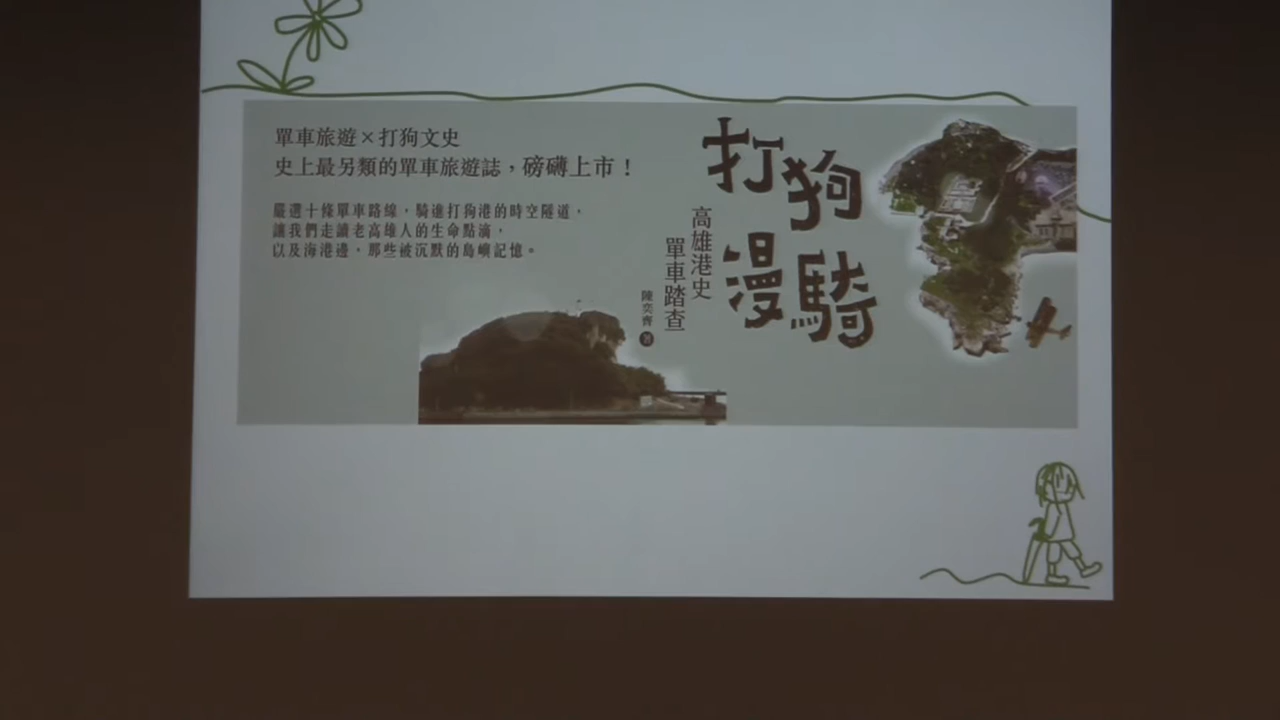 單車旅遊×打狗文史
史上最另類的單車旅遊誌，磅礡上市！
嚴選十條單車路線，騎進打狗港的時空隧道，
讓我們走讀老高雄人的生命點滴，
以及海港邊，那些被沉默的島嶼記憶。
打狗
漫騎
高雄港史
單車踏查
陳奕齊 著